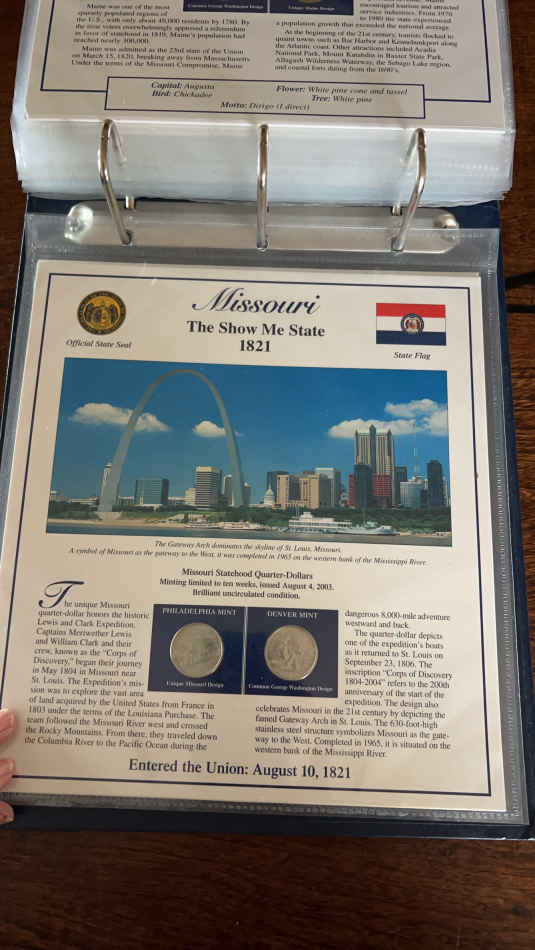 Maine was one of the most
sparsely populated regions of
the U.S., with only about 40,000 residents by 1780. By
the time voters overwhelmingly approved a referendum
in favor of statehood in 1819, Maine's population had
reached nearly 300,000.
Maine was admitted as the 23rd state of the Union
on March 15, 1820, breaking away from Massachusetts
Under the terms of the Missouri Compromise, Maine
Common George Washington Design
encouraged tourism and attracted
service industries. From 1970
to 1980 the state experienced
a population growth that exceeded the national average.
At the beginning of the 21st century, tourists flocked to
quaint towns such as Bar Harbor and Kennebunkport along
the Atlantic coast. Other attractions included Acadia
National Park, Mount Katahdin in Baxter State Park,
Allagash Wilderness Waterway, the Sebago Lake region,
and coastal forts dating from the 1600's.
Capital: Augusta
Bird: Chickadee
Flower: White pine cone and tassel
Tree: White pine
Motto: Dirigo (I direct)
Missouri
The Show Me State
1821
Official State Seal
State Flag
The Gateway Arch dominates the skyline of St. Louis, Missouri.
A symbol of Missouri as the gateway to the West, it was completed in 1965 on the western bank of the Mississippi River.
Missouri Statehood Quarter-Dollars
Minting limited to ten weeks, issued August 4, 2003.
Brilliant uncirculated condition.
The unique Missouri
quarter-dollar honors the historic
Lewis and Clark Expedition.
Captains Meriwether Lewis
and William Clark and their
crew, known as the "Corps of
Discovery," began their journey
in May 1804 in Missouri near
St. Louis. The Expedition's mis-
sion was to explore the vast area
of land acquired by the United States from France in
1803 under the terms of the Louisiana Purchase. The
team followed the Missouri River west and crossed
the Rocky Mountains. From there, they traveled down
the Columbia River to the Pacific Ocean during the
PHILADELPHIA MINT
Unique Missouri Design
DENVER MINT
Common George Washington Design
dangerous 8,000-mile adventure
westward and back.
The quarter-dollar depicts
one of the expedition's boats
as it returned to St. Louis on
September 23, 1806. The
inscription "Corps of Discovery
1804-2004" refers to the 200th
anniversary of the start of the
expedition. The design also
celebrates Missouri in the 21st century by depicting the
famed Gateway Arch in St. Louis. The 630-foot-high
stainless steel structure symbolizes Missouri as the gate-
way to the West. Completed in 1965, it is situated on the
western bank of the Mississippi River.
Entered the Union: August 10, 1821